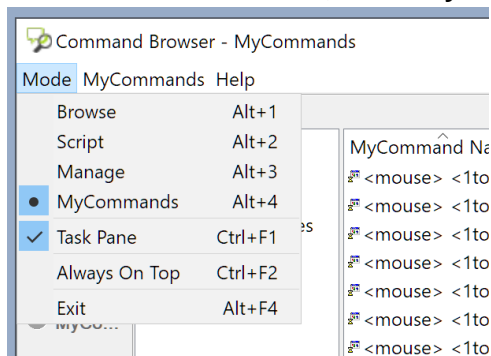 Command Browser - MyCommands
Mode MyCommands Help
Browse Alt+1
Script Alt+2
Manage Alt+3
MyCommands Alt+4
Task Pane Ctrl+F1
Always On Top Ctrl+F2
Exit Alt+F4
es
MyCo...
MyCommand Na
<mouse> <1to
<mouse> <1to
<mouse> <1to
<mouse> <1to
<mouse> <1to
<mouse> <1to
<mouse> <1to